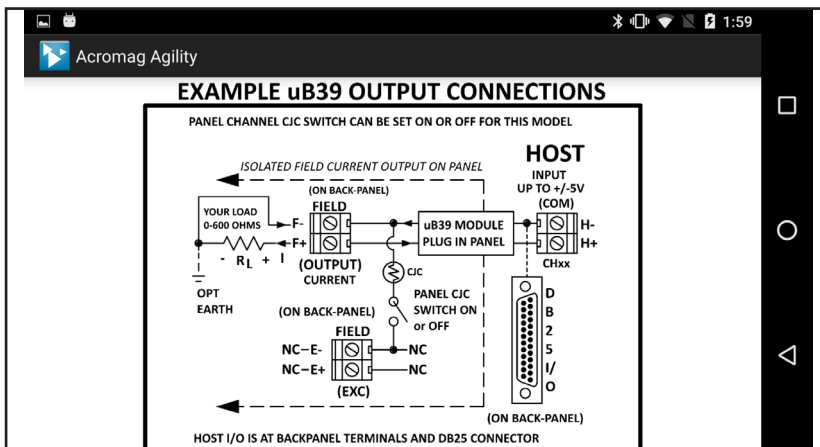 1:59
Acromag Agility
EXAMPLE uB39 OUTPUT CONNECTIONS
PANEL CHANNEL CJC SWITCH CAN BE SET ON OR OFF FOR THIS MODEL
ISOLATED FIELD CURRENT OUTPUT ON PANEL
HOST
INPUT
UP TO +/-5V
(COM)
(ON BACK-PANEL)
FIELD
YOUR LOAD
0-600 OHMS
F-
F+
uB39 MODULE
PLUG IN PANEL
H-
H+
CHxx
- RL + I
(OUTPUT)
CURRENT
CJC
OPT
EARTH
PANEL CJC
SWITCH ON
or OFF
(ON BACK-PANEL)
FIELD
NC-E-
NC
NC-E+
NC
(EXC)
D
B
2
5
I/
O
(ON BACK-PANEL)
HOST I/O IS AT BACKPANEL TERMINALS AND DB25 CONNECTOR